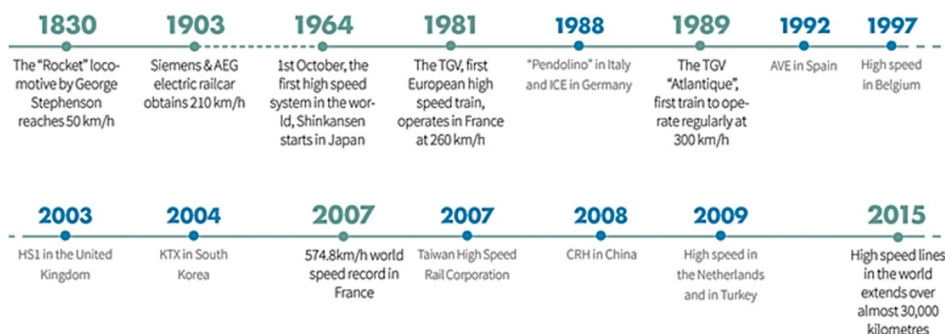 1830
The “Rocket” loco-
motive by George
Stephenson
reaches 50 km/h
1903
Siemens & AEG
electric railcar
obtains 210 km/h
1964
1st October, the
first high speed
system in the wor-
ld, Shinkansen
starts in Japan
1981
The TGV, first
European high
speed train,
operates in France
at 260 km/h
1988
“Pendolino” in Italy
and ICE in Germany
1989
The TGV
“Atlantique”,
first train to ope-
rate regularly at
300 km/h
1992
AVE in Spain
1997
High speed
in Belgium
2003
HS1 in the United
Kingdom
2004
KTX in South
Korea
2007
574.8km/h world
speed record in
France
2007
Taiwan High Speed
Rail Corporation
2008
CRH in China
2009
High speed in
the Netherlands
and in Turkey
2015
High speed lines
in the world
extends over
almost 30,000
kilometres